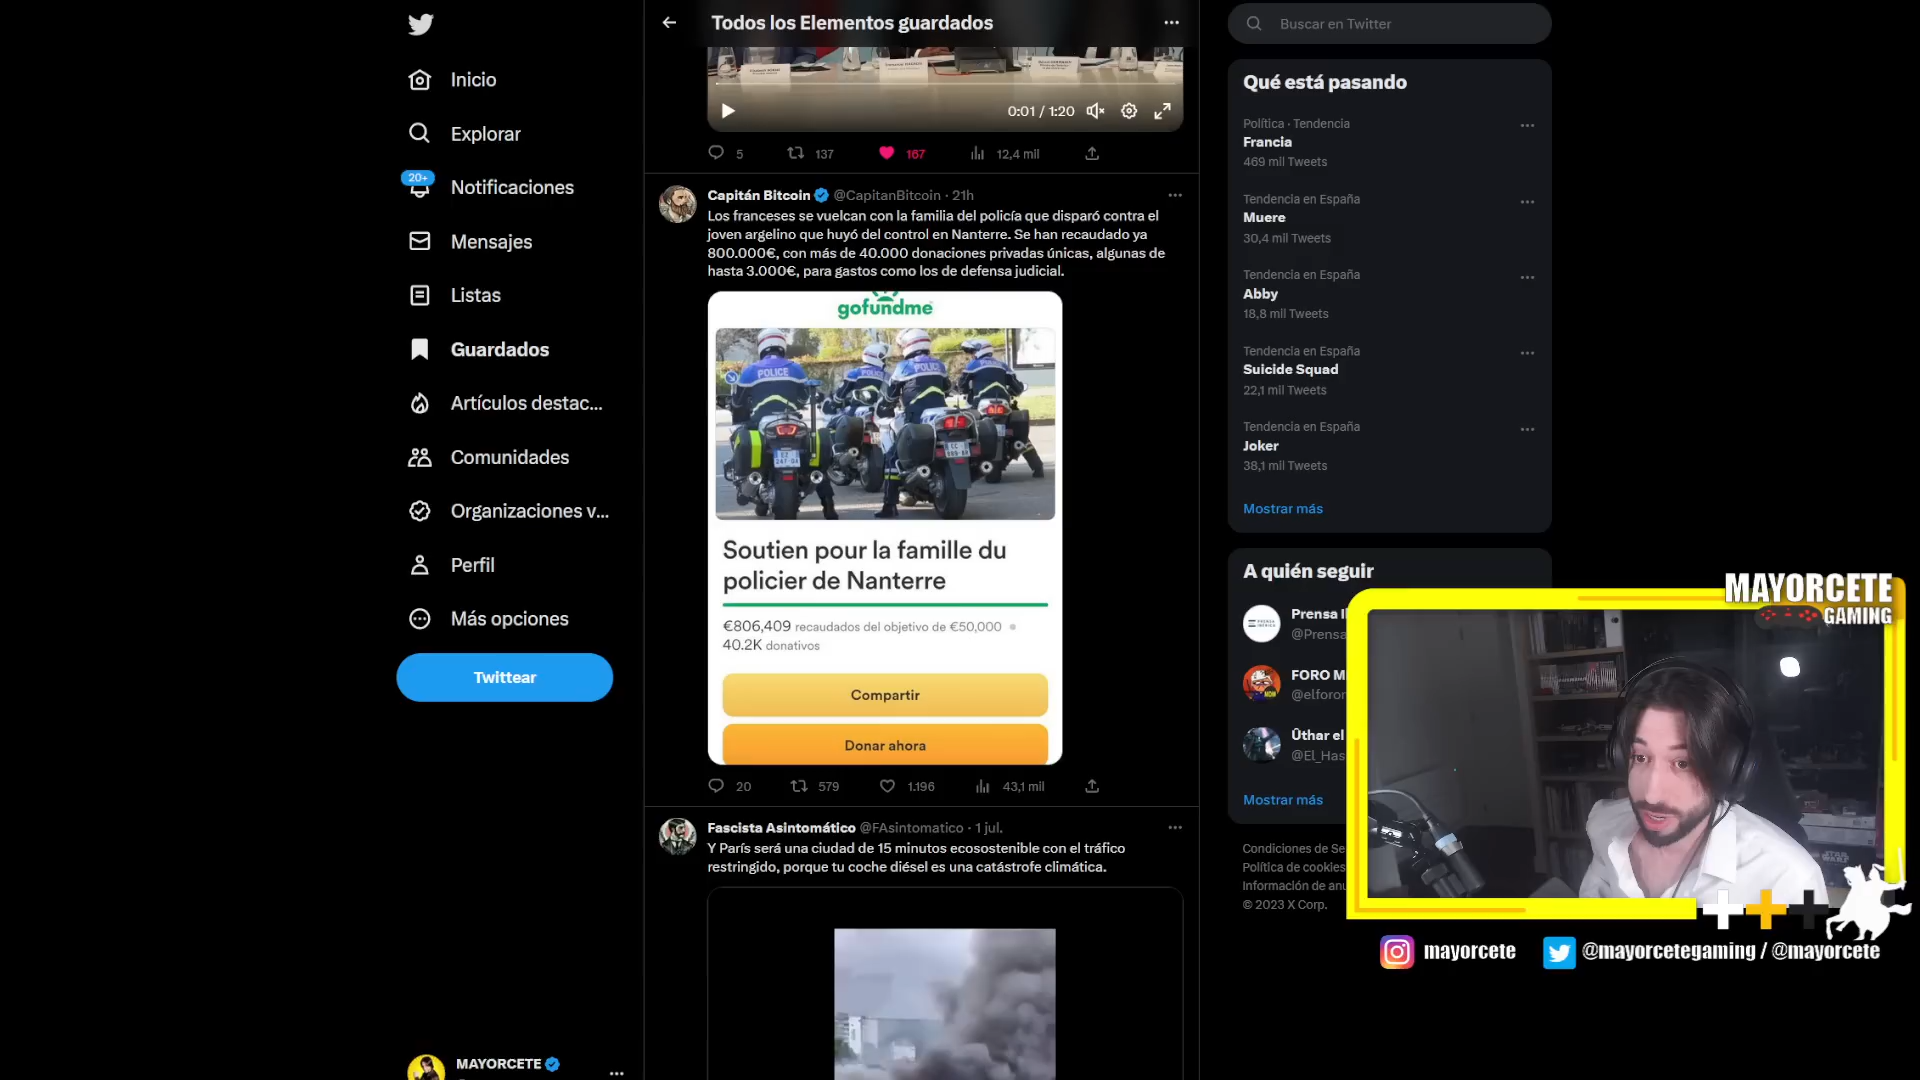 Inicio
Explorar
20+
Notificaciones
Mensajes
Listas
Guardados
Artículos destac...
Comunidades
Organizaciones v...
Perfil
Más opciones
Twittear
MAYORCETE
Todos los Elementos guardados
0:01 / 1:20
5
137
167
12,4 mil
Capitán Bitcoin @CapitanBitcoin · 21h
Los franceses se vuelcan con la familia del policía que disparó contra el
joven argelino que huyó del control en Nanterre. Se han recaudado ya
800.000€, con más de 40.000 donaciones privadas únicas, algunas de
hasta 3.000€, para gastos como los de defensa judicial.
gofundme
POLICE
POLICE
Soutien pour la famille du
policier de Nanterre
€806,409 recaudados del objetivo de €50,000
40.2K donativos
Compartir
Donar ahora
20
579
1.196
43,1 mil
Fascista Asintomático @FAsintomatico · 1 jul.
Y París será una ciudad de 15 minutos ecosostenible con el tráfico
restringido, porque tu coche diésel es una catástrofe climática.
Buscar en Twitter
Qué está pasando
Política · Tendencia
Francia
469 mil Tweets
Tendencia en España
Muere
30,4 mil Tweets
Tendencia en España
Abby
18,8 mil Tweets
Tendencia en España
Suicide Squad
22,1 mil Tweets
Tendencia en España
Joker
38,1 mil Tweets
Mostrar más
A quién seguir
Prensa I
@Prensa
FORO M
@elforo
Ûthar el
@El_Has
Mostrar más
Condiciones de Se
Política de cookies
Información de anu
© 2023 X Corp.
MAYORCETE
GAMING
STAR
WARS
mayorcete
@mayorcetegaming / @mayorcete